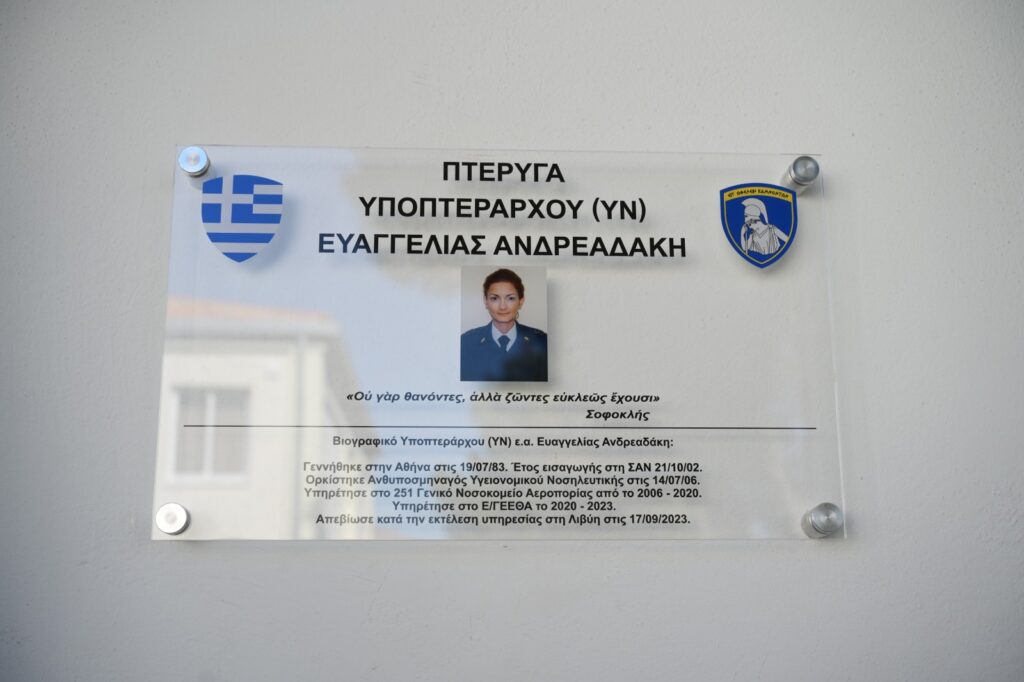 ΠΤΕΡΥΓΑ
ΥΠΟΠΤΕΡΑΡΧΟΥ (ΥΝ)
ΕΥΑΓΓΕΛΙΑΣ ΑΝΔΡΕΑΔΑΚΗ
«Οὐ γὰρ θανόντες, ἀλλὰ ζῶντες εὐκλεῶς ἔχουσι»
Σοφοκλής
Βιογραφικό Υποπτεράρχου (ΥΝ) ε.α. Ευαγγελίας Ανδρεαδάκη:
Γεννήθηκε στην Αθήνα στις 19/07/83. Έτος εισαγωγής στη ΣΑΝ 21/10/02.
Ορκίστηκε Ανθυποσμηναγός Υγειονομικού Νοσηλευτικής στις 14/07/06.
Υπηρέτησε στο 251 Γενικό Νοσοκομείο Αεροπορίας από το 2006 - 2020.
Υπηρέτησε στο Ε/ΓΕΕΘΑ το 2020 - 2023.
Απεβίωσε κατά την εκτέλεση υπηρεσίας στη Λιβύη στις 17/09/2023.